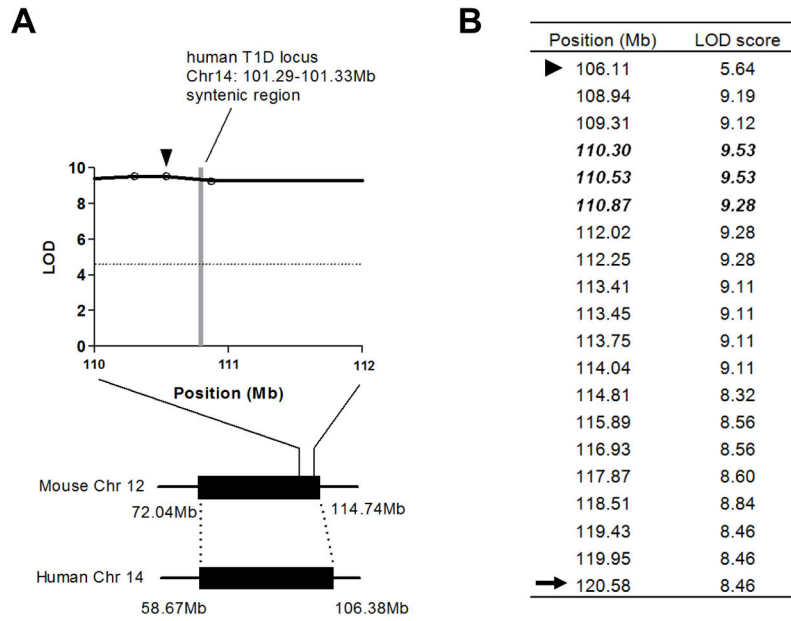 A
human T1D locus
Chr14: 101.29-101.33Mb
syntenic region
10
8
6
4
2
0
LOD
110
111
112
Position (Mb)
Mouse Chr 12
72.04Mb
114.74Mb
Human Chr 14
58.67Mb
106.38Mb
B
Position (Mb) LOD score
106.11 5.64
108.94 9.19
109.31 9.12
110.30 9.53
110.53 9.53
110.87 9.28
112.02 9.28
112.25 9.28
113.41 9.11
113.45 9.11
113.75 9.11
114.04 9.11
114.81 8.32
115.89 8.56
116.93 8.56
117.87 8.60
118.51 8.84
119.43 8.46
119.95 8.46
120.58 8.46